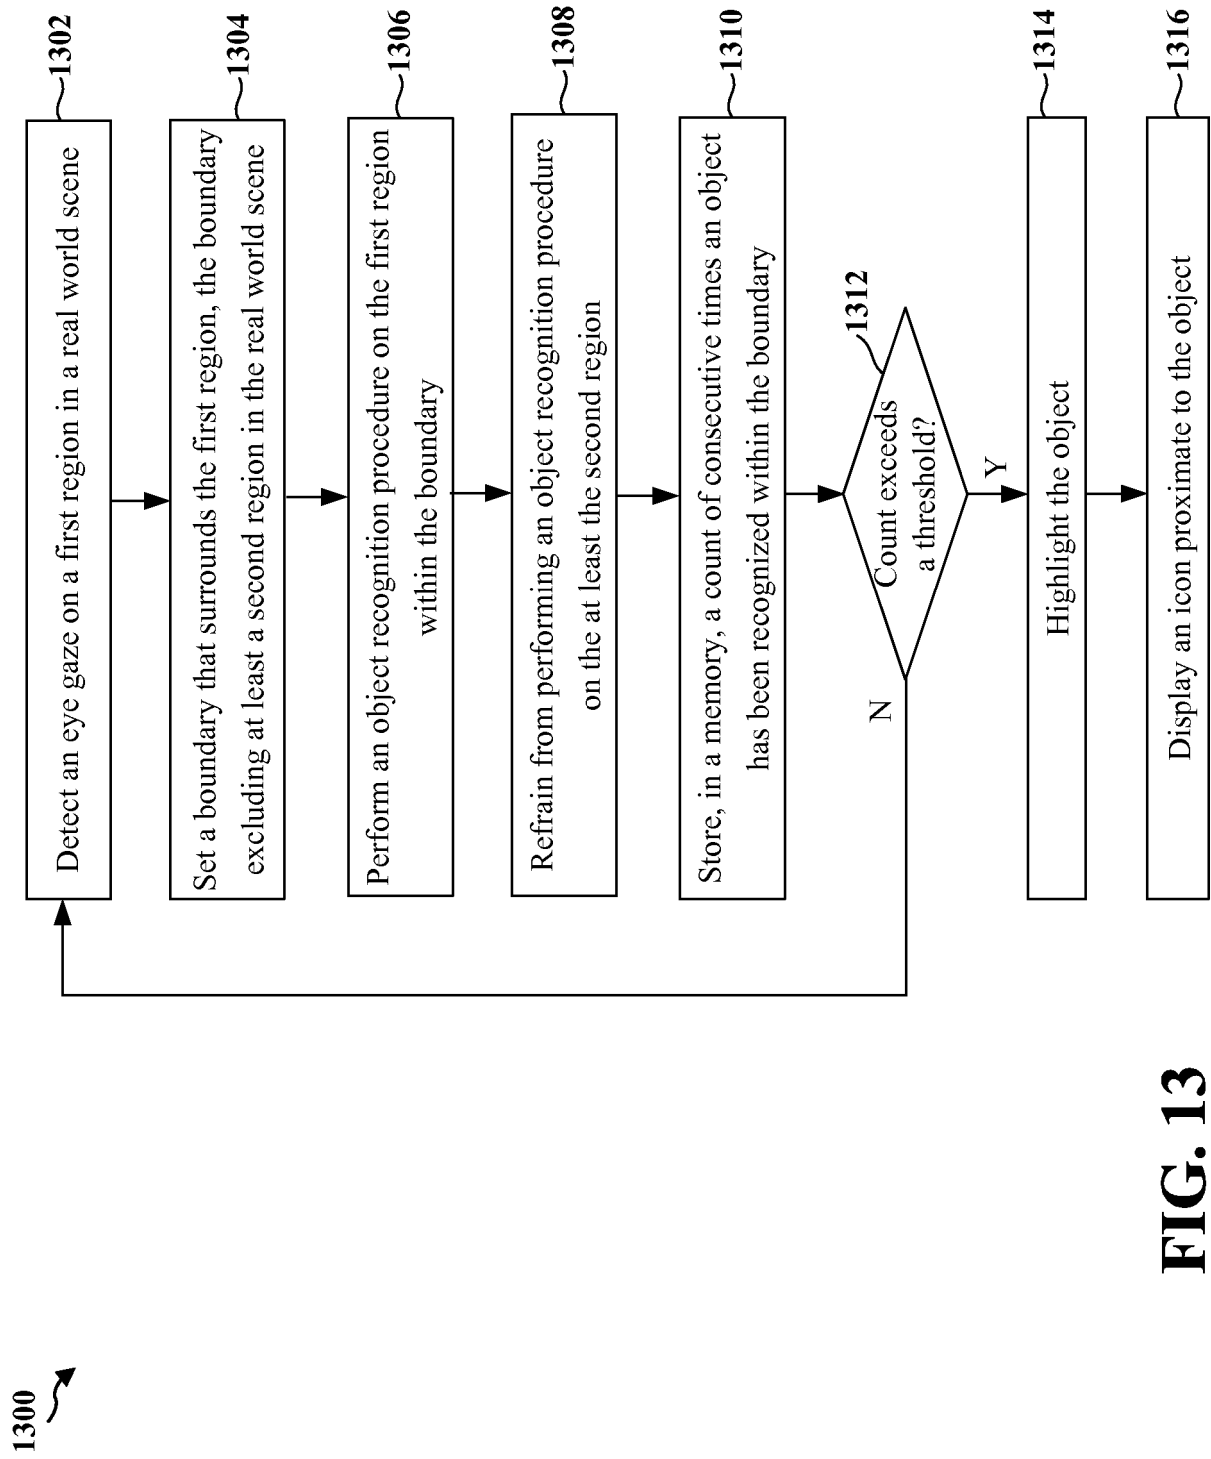 1300
Detect an eye gaze on a first region in a real world scene
1302
Set a boundary that surrounds the first region, the boundary
excluding at least a second region in the real world scene
1304
Perform an object recognition procedure on the first region
within the boundary
1306
Refrain from performing an object recognition procedure
on the at least the second region
1308
Store, in a memory, a count of consecutive times an object
has been recognized within the boundary
1310
Count exceeds
a threshold?
1312
N
Y
Highlight the object
1314
Display an icon proximate to the object
1316
FIG. 13